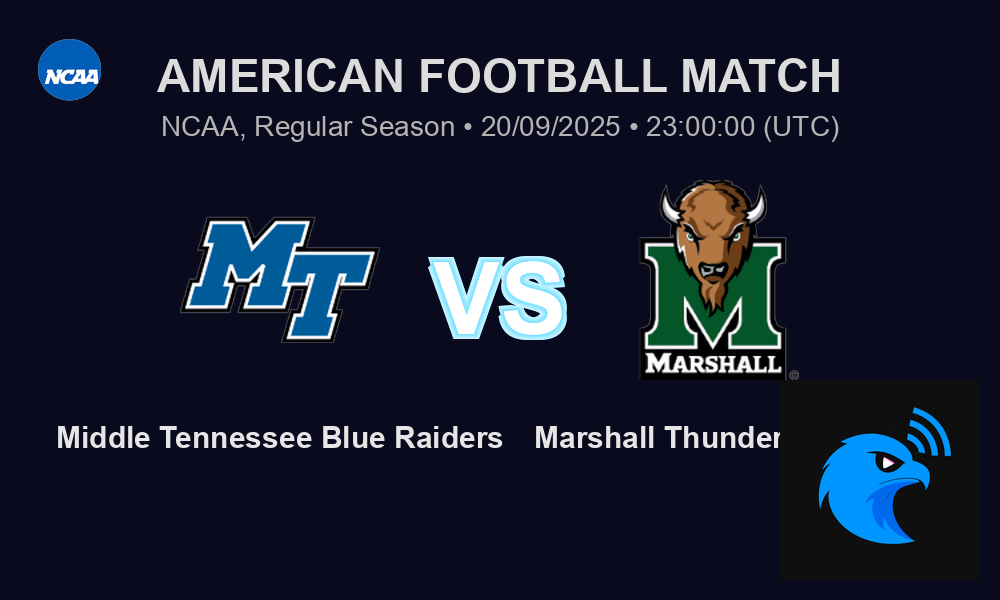 NCAA
AMERICAN FOOTBALL MATCH
NCAA, Regular Season • 20/09/2025 • 23:00:00 (UTC)
MT
VS
M
MARSHALL
®
Middle Tennessee Blue Raiders
Marshall Thunder